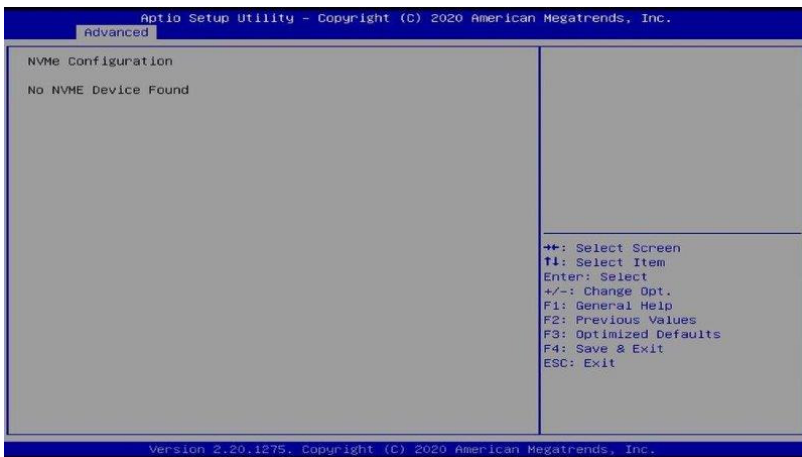 Aptio Setup Utility – Copyright (C) 2020 American Megatrends, Inc.
Advanced
NVMe Configuration
No NVME Device Found
→←: Select Screen
↑↓: Select Item
Enter: Select
+/-: Change Opt.
F1: General Help
F2: Previous Values
F3: Optimized Defaults
F4: Save & Exit
ESC: Exit
Version 2.20.1275. Copyright (C) 2020 American Megatrends, Inc.